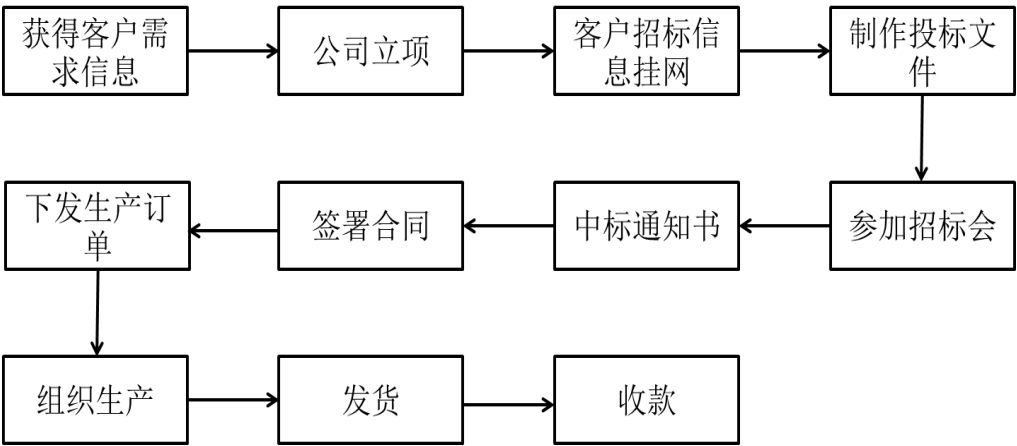 获得客户需
求信息
公司立项
客户招标信
息挂网
制作投标文
件
参加招标会
中标通知书
签署合同
下发生产订
单
组织生产
发货
收款